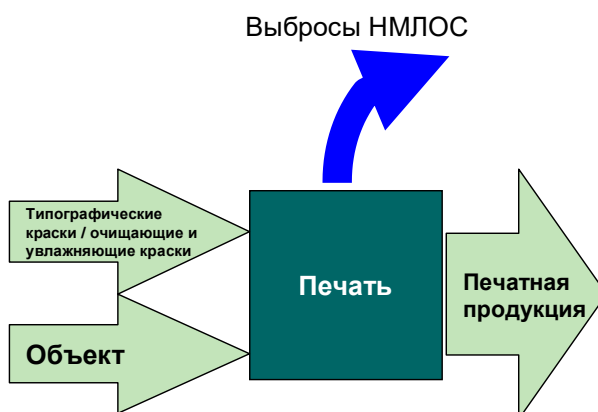 Выбросы НМЛОС
Типографические
краски / очищающие и
увлажняющие краски
Печать
Печатная
продукция
Объект